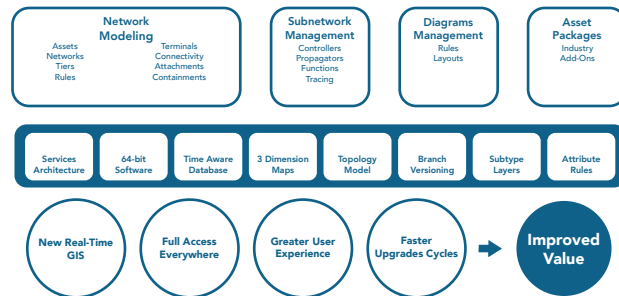 Network
Modeling
Assets
Networks
Tiers
Rules
Terminals
Connectivity
Attachments
Containments
Subnetwork
Management
Controllers
Propagators
Functions
Tracing
Diagrams
Management
Rules
Layouts
Asset
Packages
Industry
Add-Ons
Services
Architecture
64-bit
Software
Time Aware
Database
3 Dimension
Maps
Topology
Model
Branch
Versioning
Subtype
Layers
Attribute
Rules
New Real-Time
GIS
Full Access
Everywhere
Greater User
Experience
Faster
Upgrades Cycles
Improved
Value